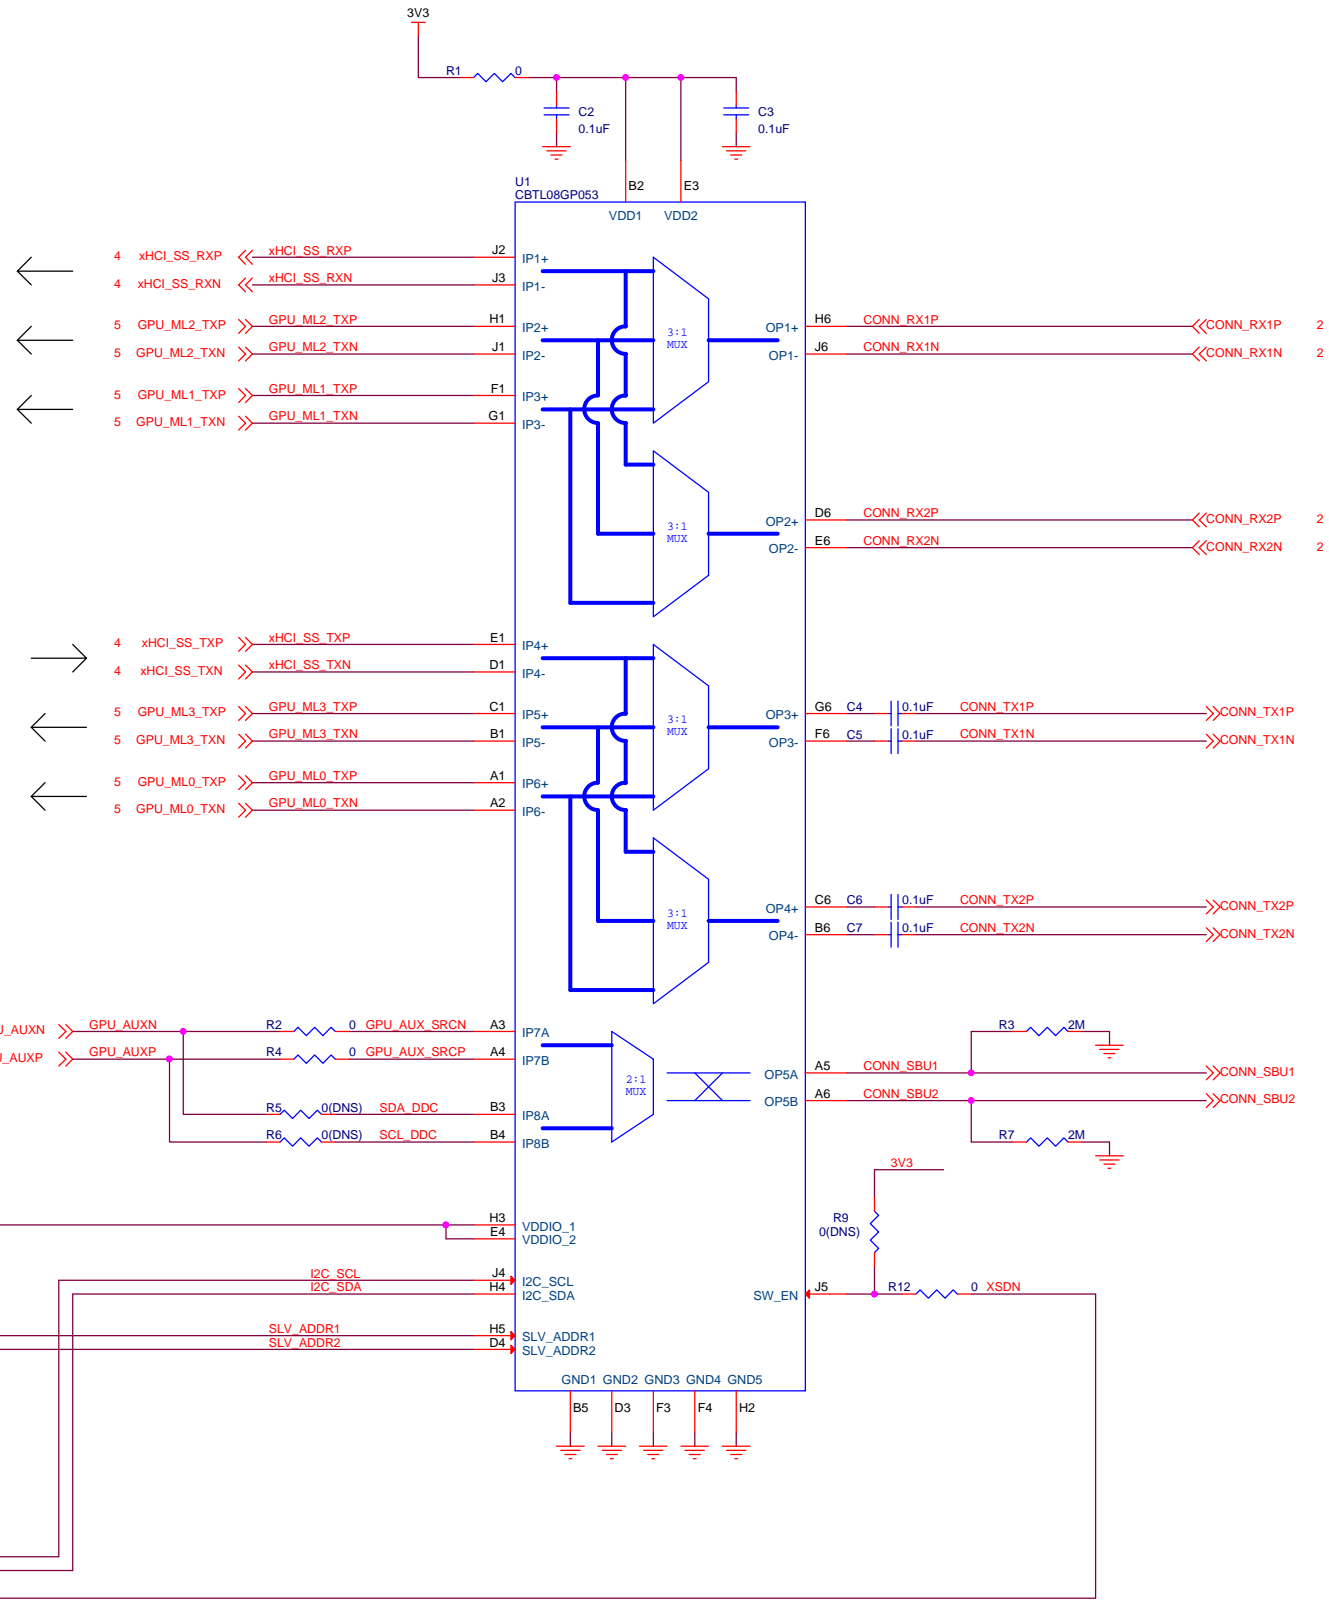 3V3
R1 0
C2 C3
0.1uF 0.1uF
U1
CBTL08GP053
B2 E3
VDD1 VDD2
4 xHCI_SS_RXP xHCI_SS_RXP J2 IP1+
4 xHCI_SS_RXN xHCI_SS_RXN J3 IP1-
5 GPU_ML2_TXP GPU_ML2_TXP H1 IP2+ 3:1 OP1+ H6 CONN_RX1P CONN_RX1P 2
MUX
5 GPU_ML2_TXN GPU_ML2_TXN J1 IP2- OP1- J6 CONN_RX1N CONN_RX1N 2
5 GPU_ML1_TXP GPU_ML1_TXP F1 IP3+
5 GPU_ML1_TXN GPU_ML1_TXN G1 IP3-
3:1 OP2+ D6 CONN_RX2P CONN_RX2P 2
MUX OP2- E6 CONN_RX2N CONN_RX2N 2
4 xHCI_SS_TXP xHCI_SS_TXP E1 IP4+
4 xHCI_SS_TXN xHCI_SS_TXN D1 IP4-
5 GPU_ML3_TXP GPU_ML3_TXP C1 IP5+ 3:1 OP3+ G6 C4 0.1uF CONN_TX1P CONN_TX1P
MUX
5 GPU_ML3_TXN GPU_ML3_TXN B1 IP5- OP3- F6 C5 0.1uF CONN_TX1N CONN_TX1N
5 GPU_ML0_TXP GPU_ML0_TXP A1 IP6+
5 GPU_ML0_TXN GPU_ML0_TXN A2 IP6-
3:1 OP4+ C6 C6 0.1uF CONN_TX2P CONN_TX2P
MUX OP4- B6 C7 0.1uF CONN_TX2N CONN_TX2N
U_AUXN GPU_AUXN R2 0 GPU_AUX_SRCN A3 IP7A R3 2M
U_AUXP GPU_AUXP R4 0 GPU_AUX_SRCP A4 IP7B
2:1 OP5A A5 CONN_SBU1 CONN_SBU1
MUX OP5B A6 CONN_SBU2 CONN_SBU2
R5 0(DNS) SDA_DDC B3 IP8A
R6 0(DNS) SCL_DDC B4 IP8B R7 2M
3V3
H3 VDDIO_1 R9
E4 VDDIO_2 0(DNS)
I2C_SCL J4 I2C_SCL
I2C_SDA H4 I2C_SDA SW_EN J5 R12 0 XSDN
SLV_ADDR1 H5 SLV_ADDR1
SLV_ADDR2 D4 SLV_ADDR2
GND1 GND2 GND3 GND4 GND5
B5 D3 F3 F4 H2